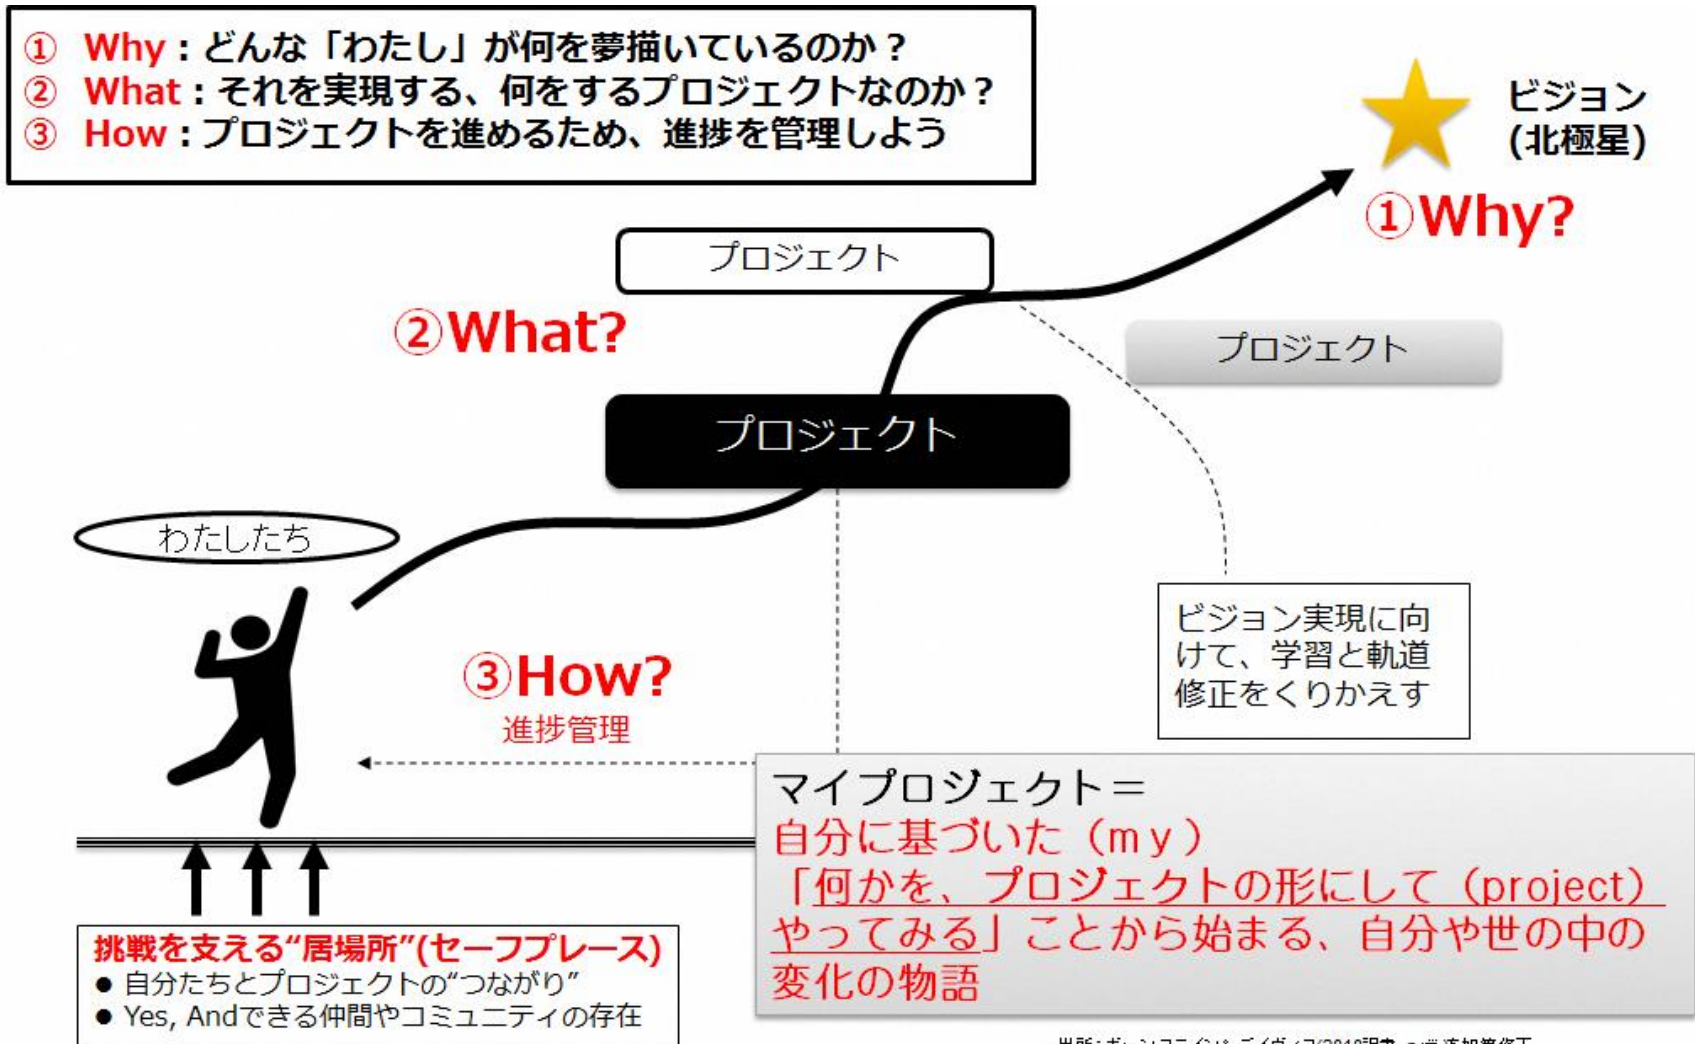 ① Why：どんな「わたし」が何を夢描いているのか？
② What：それを実現する、何をするプロジェクトなのか？
③ How：プロジェクトを進めるため、進捗を管理しよう
ビジョン
(北極星)
①Why?
プロジェクト
②What?
プロジェクト
プロジェクト
わたしたち
ビジョン実現に向
けて、学習と軌道
修正をくりかえす
③How?
進捗管理
マイプロジェクト＝
自分に基づいた（ｍｙ）
「何かを、プロジェクトの形にして（project）
やってみる」ことから始まる、自分や世の中の
変化の物語
挑戦を支える“居場所”(セーフプレース)
● 自分たちとプロジェクトの“つながり”
● Yes, Andできる仲間やコミュニティの存在